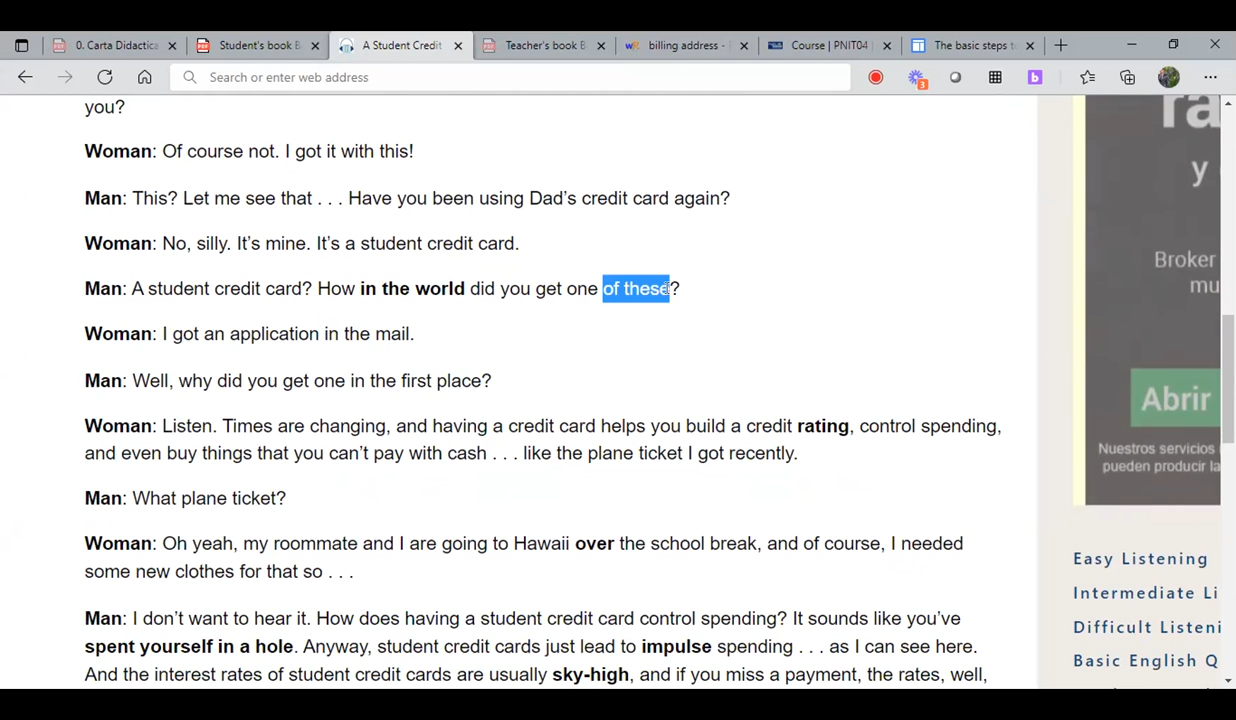 0. Carta Didactica
Student's book B
A Student Credit
Teacher's book B
billing address -
Course | PNIT04
The basic steps to
Search or enter web address
3
you?
Woman: Of course not. I got it with this!
Man: This? Let me see that . . . Have you been using Dad's credit card again?
Woman: No, silly. It's mine. It's a student credit card.
Man: A student credit card? How in the world did you get one of these?
Woman: I got an application in the mail.
Man: Well, why did you get one in the first place?
Woman: Listen. Times are changing, and having a credit card helps you build a credit rating, control spending,
and even buy things that you can't pay with cash . . . like the plane ticket I got recently.
Man: What plane ticket?
Woman: Oh yeah, my roommate and I are going to Hawaii over the school break, and of course, I needed
some new clothes for that so . . .
Man: I don't want to hear it. How does having a student credit card control spending? It sounds like you've
spent yourself in a hole. Anyway, student credit cards just lead to impulse spending . . . as I can see here.
And the interest rates of student credit cards are usually sky-high, and if you miss a payment, the rates, well,
ra
y
Broker
mu
Abrir
Nuestros servicios
pueden producir la
Easy Listening
Intermediate Li
Difficult Listeni
Basic English Q